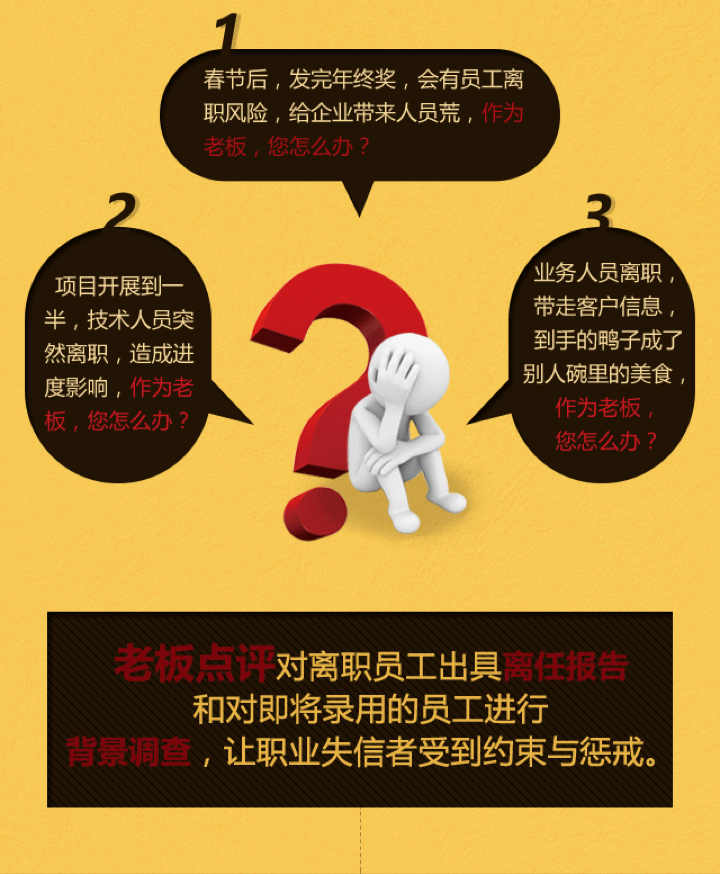 1
春节后，发完年终奖，会有员工离
职风险，给企业带来人员荒，作为
老板，您怎么办？
2
项目开展到一
半，技术人员突
然离职，造成进
度影响，作为老
板，您怎么办？
3
业务人员离职，
带走客户信息，
到手的鸭子成了
别人碗里的美食，
作为老板，
您怎么办？
老板点评对离职员工出具离任报告
和对即将录用的员工进行
背景调查，让职业失信者受到约束与惩戒。